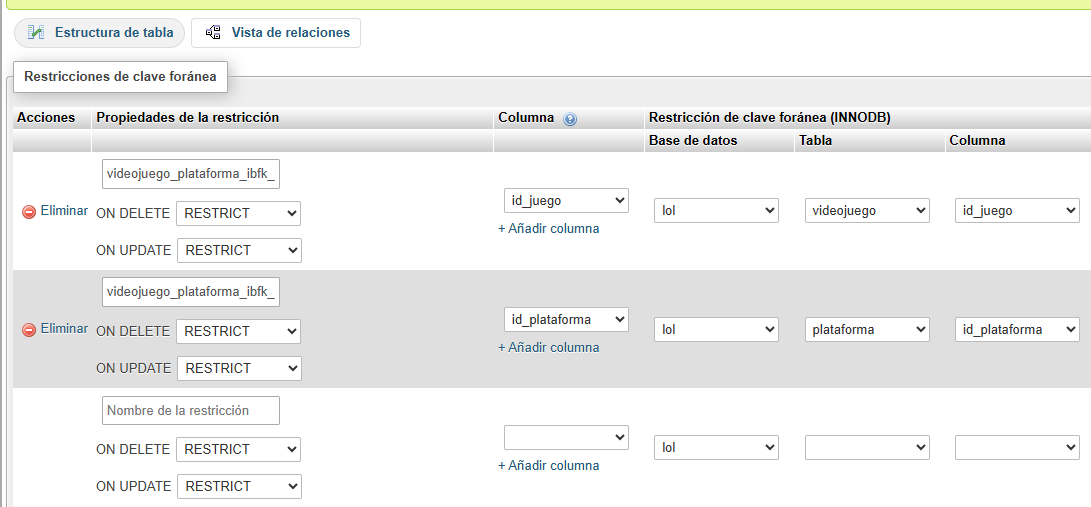 Estructura de tabla Vista de relaciones
Restricciones de clave foránea
Acciones Propiedades de la restricción Columna Restricción de clave foránea (INNODB)
Base de datos Tabla Columna
videojuego_plataforma_ibfk_
Eliminar ON DELETE RESTRICT id_juego lol videojuego id_juego
+ Añadir columna
ON UPDATE RESTRICT
videojuego_plataforma_ibfk_
Eliminar ON DELETE RESTRICT id_plataforma lol plataforma id_plataforma
+ Añadir columna
ON UPDATE RESTRICT
Nombre de la restricción
ON DELETE RESTRICT lol
+ Añadir columna
ON UPDATE RESTRICT